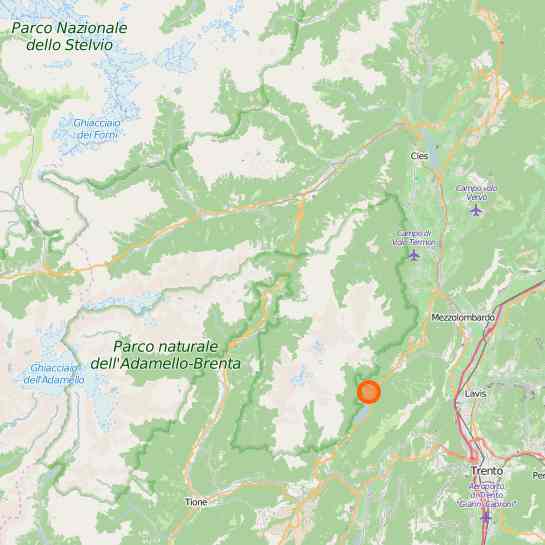 Parco Nazionale
dello Stelvio
Ghiacciaio
dei Forni
Cles
Campo volo
Vervo
Campo di
Volo Termon
Mezzolombardo
Parco naturale
dell'Adamello-Brenta
Ghiacciaio
dell'Adamello
Lavis
Trento
Per
Tione
Aeroporto
di Trento
"Gianni Caproni"